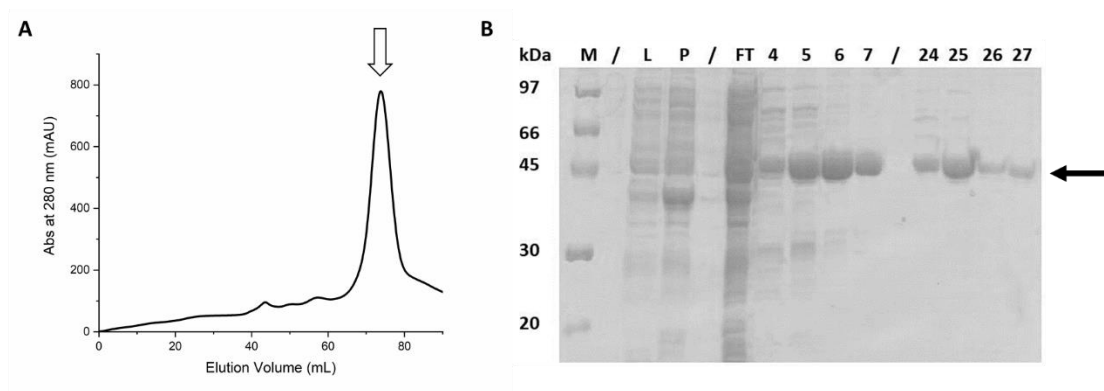 A
Abs at 280 nm (mAU)
800
600
400
200
0
0 20 40 60 80
Elution Volume (mL)
B
kDa M / L P / FT 4 5 6 7 / 24 25 26 27
97
66
45
30
20